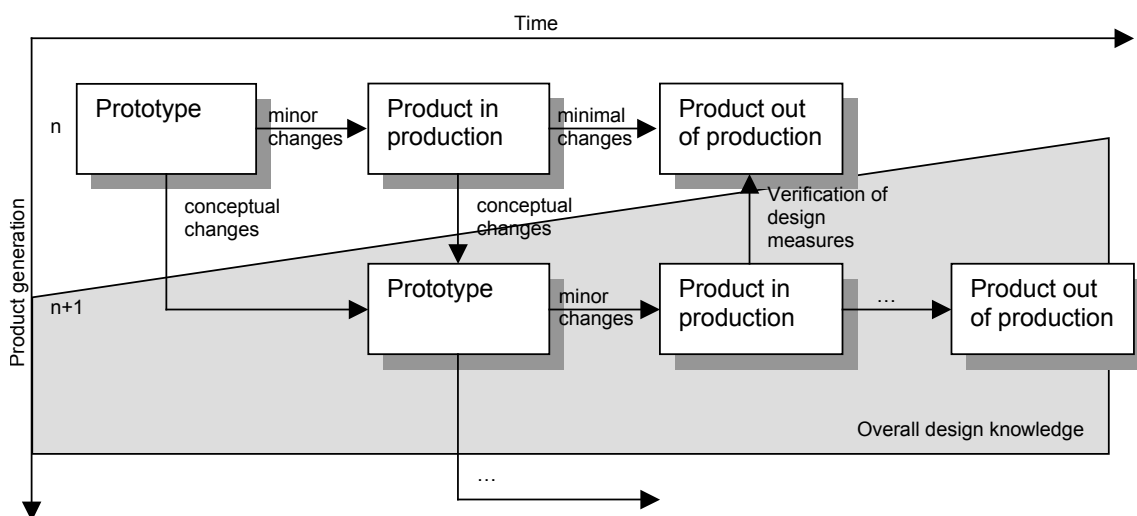 Time
Product generation
n
Prototype
minor
changes
Product in
production
minimal
changes
Product out
of production
conceptual
changes
conceptual
changes
Verification of
design
measures
n+1
Prototype
minor
changes
Product in
production
...
Product out
of production
Overall design knowledge
...